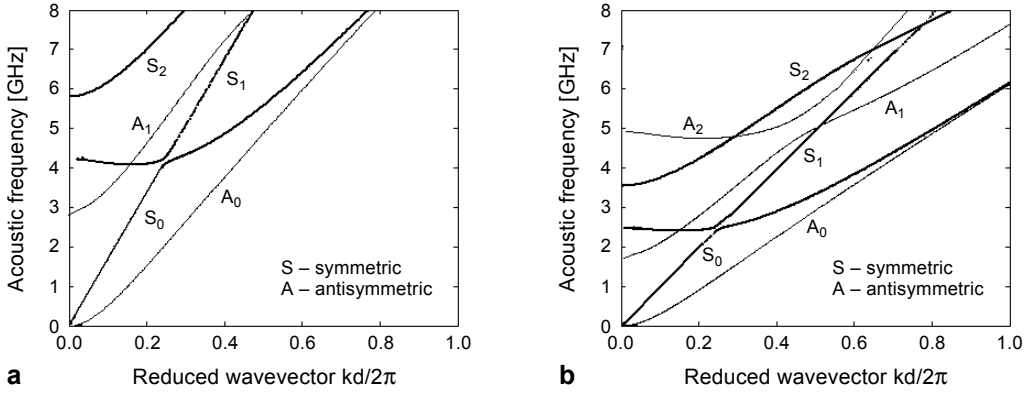 8
7
6
5
4
3
2
1
0
Acoustic frequency [GHz]
S2
A1
S1
S0
A0
S – symmetric
A – antisymmetric
0.0 0.2 0.4 0.6 0.8 1.0
a Reduced wavevector kd/2π
8
7
6
5
4
3
2
1
0
Acoustic frequency [GHz]
S2
A2
A1
S1
S0
A0
S – symmetric
A – antisymmetric
0.0 0.2 0.4 0.6 0.8 1.0
b Reduced wavevector kd/2π